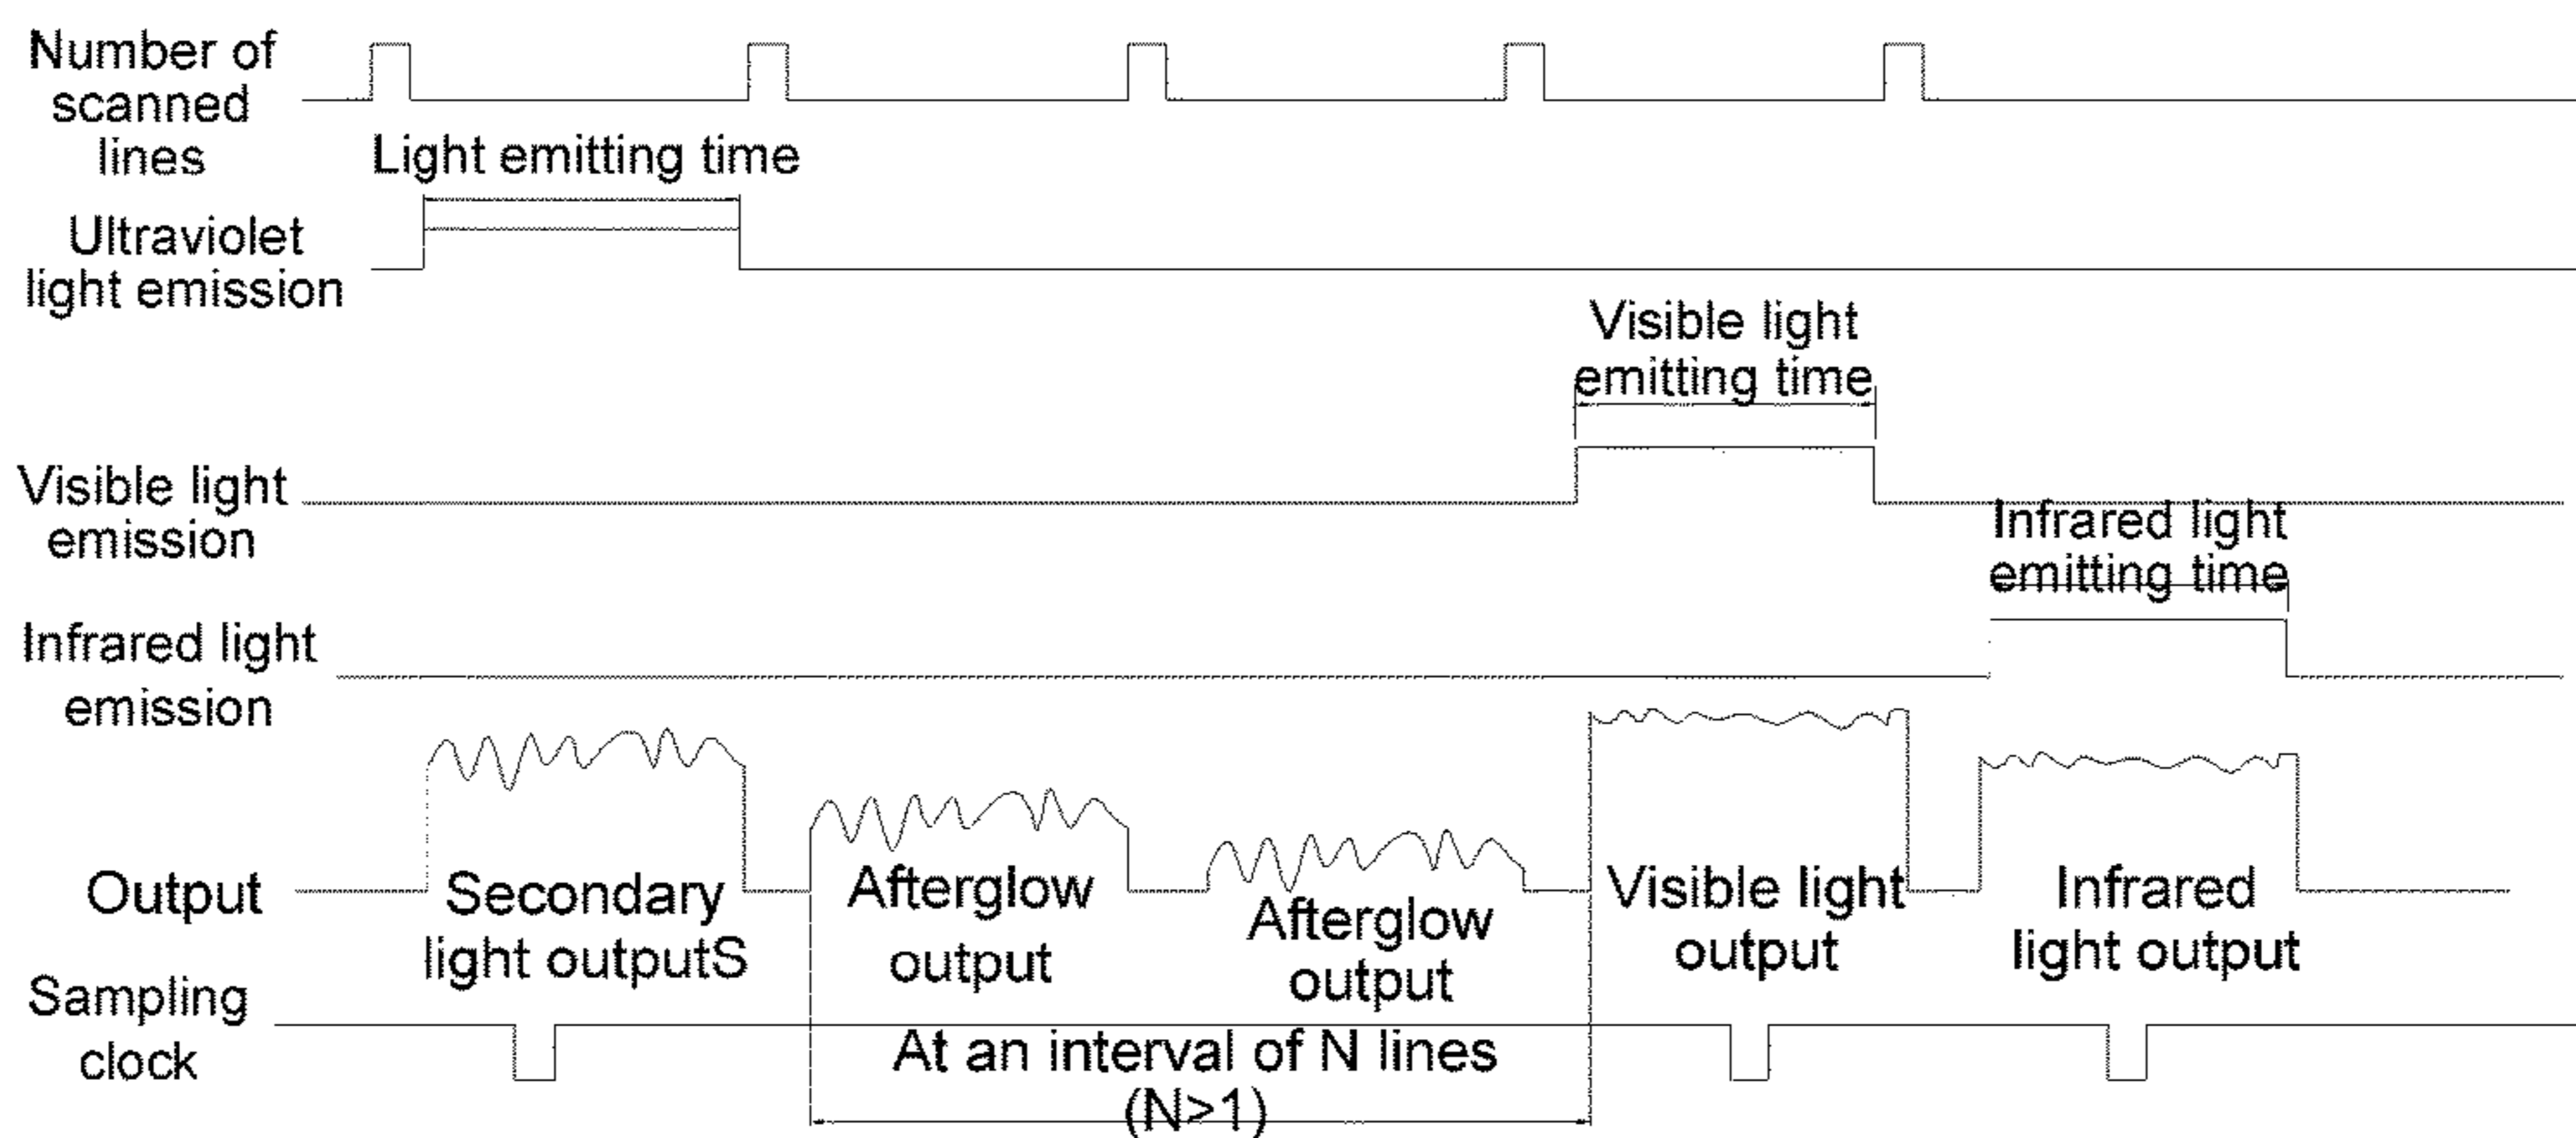 Number of
scanned
lines
Light emitting time
Ultraviolet
light emission
Visible light
emitting time
Visible light
emission
Infrared light
emitting time
Infrared light
emission
Output
Secondary
light outputS
Afterglow
output
Afterglow
output
Visible light
output
Infrared
light output
Sampling
clock
At an interval of N lines
(N>1)